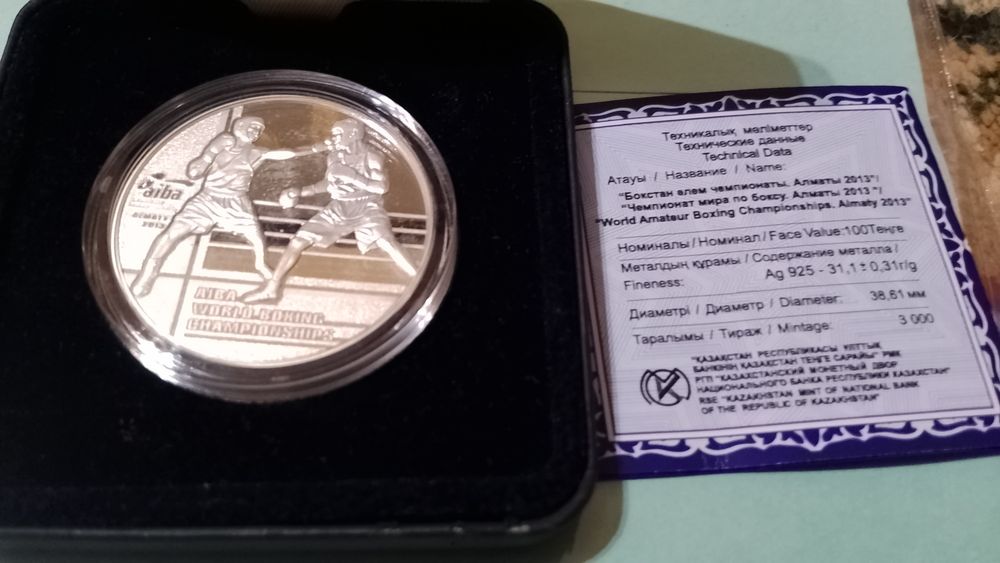 aiba
ALMATY
2013
AIBA
WORLD BOXING
CHAMPIONSHIPS
Техникалық мәліметтер
Технические данные
Technical Data
Атауы / Название / Name:
"Бокстан әлем чемпионаты. Алматы 2013"/
"Чемпионат мира по боксу. Алматы 2013 "/
"World Amateur Boxing Championships. Almaty 2013"
Номиналы/Номинал/Face Value:100Теңге
Металдың құрамы / Содержание металла /
Fineness: Ag 925 - 31,1 ± 0,31г/g
Диаметрі / Диаметр / Diameter: 38,61 мм
Таралымы / Тираж / Mintage: 3 000
"ҚАЗАҚСТАН РЕСПУБЛИКАСЫ ҰЛТТЫҚ
БАНКІНІҢ ҚАЗАҚСТАН ТЕҢГЕ САРАЙЫ" РМК
РГП "КАЗАХСТАНСКИЙ МОНЕТНЫЙ ДВОР
НАЦИОНАЛЬНОГО БАНКА РЕСПУБЛИКИ КАЗАХСТАН"
RSE "KAZAKHSTAN MINT OF NATIONAL BANK
OF THE REPUBLIC OF KAZAKHSTAN"